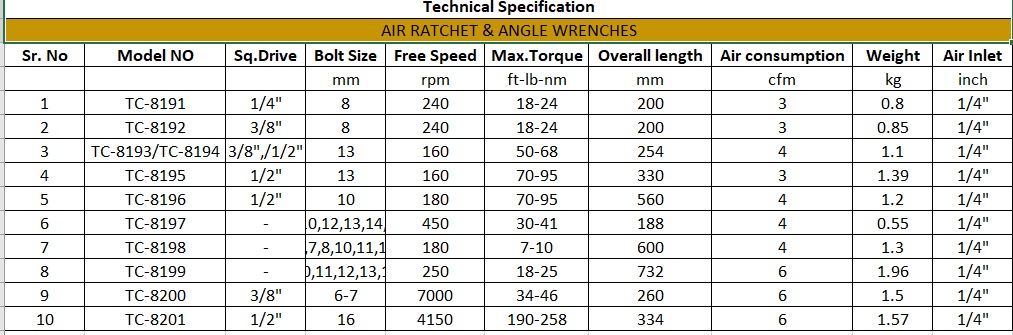 Technical Specification
AIR RATCHET & ANGLE WRENCHES
Sr. No Model NO Sq.Drive Bolt Size Free Speed Max.Torque Overall length Air consumption Weight Air Inlet
mm rpm ft-lb-nm mm cfm kg inch
1 TC-8191 1/4" 8 240 18-24 200 3 0.8 1/4"
2 TC-8192 3/8" 8 240 18-24 200 3 0.85 1/4"
3 TC-8193/TC-8194 3/8",/1/2" 13 160 50-68 254 4 1.1 1/4"
4 TC-8195 1/2" 13 160 70-95 330 3 1.39 1/4"
5 TC-8196 1/2" 10 180 70-95 560 4 1.2 1/4"
6 TC-8197 - 0,12,13,14, 450 30-41 188 4 0.55 1/4"
7 TC-8198 - ,7,8,10,11,1 180 7-10 600 4 1.3 1/4"
8 TC-8199 - 0,11,12,13,1 250 18-25 732 6 1.96 1/4"
9 TC-8200 3/8" 6-7 7000 34-46 260 6 1.5 1/4"
10 TC-8201 1/2" 16 4150 190-258 334 6 1.57 1/4"